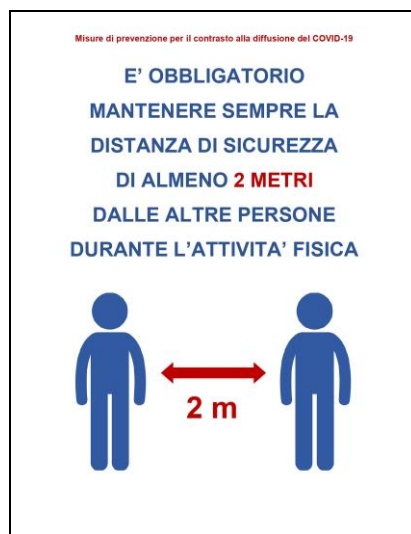 Misure di prevenzione per il contrasto alla diffusione del COVID-19
E' OBBLIGATORIO
MANTENERE SEMPRE LA
DISTANZA DI SICUREZZA
DI ALMENO 2 METRI
DALLE ALTRE PERSONE
DURANTE L'ATTIVITA' FISICA
2 m